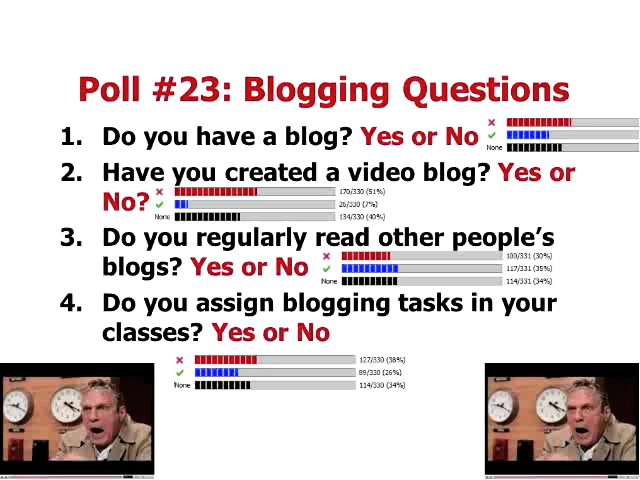 Poll #23: Blogging Questions
1. Do you have a blog? Yes or No
None
2. Have you created a video blog? Yes or
No?
170/330 (51%)
26/330 (7%)
None 134/330 (40%)
3. Do you regularly read other people's
blogs? Yes or No
100/331 (30%)
117/331 (35%)
None 114/331 (34%)
4. Do you assign blogging tasks in your
classes? Yes or No
127/330 (38%)
89/330 (26%)
None 114/330 (34%)